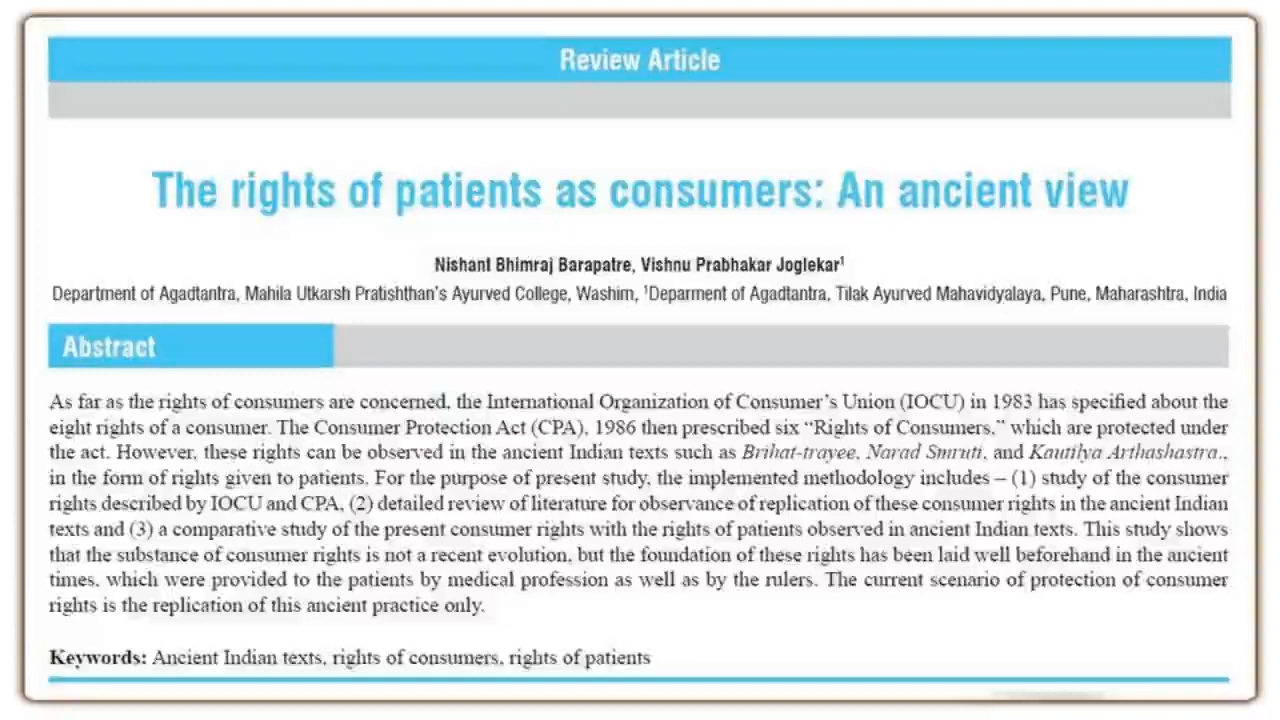 Review Article
The rights of patients as consumers: An ancient view
Nishant Bhimraj Barapatre, Vishnu Prabhakar Joglekar1
Department of Agadtantra, Mahila Utkarsh Pratishthan's Ayurved College, Washim, 1Deparment of Agadtantra, Tilak Ayurved Mahavidyalaya, Pune, Maharashtra, India
Abstract
As far as the rights of consumers are concerned, the International Organization of Consumer's Union (IOCU) in 1983 has specified about the
eight rights of a consumer. The Consumer Protection Act (CPA), 1986 then prescribed six “Rights of Consumers,” which are protected under
the act. However, these rights can be observed in the ancient Indian texts such as Brihat-trayee, Narad Smruti, and Kautilya Arthashastra.,
in the form of rights given to patients. For the purpose of present study, the implemented methodology includes – (1) study of the consumer
rights described by IOCU and CPA, (2) detailed review of literature for observance of replication of these consumer rights in the ancient Indian
texts and (3) a comparative study of the present consumer rights with the rights of patients observed in ancient Indian texts. This study shows
that the substance of consumer rights is not a recent evolution, but the foundation of these rights has been laid well beforehand in the ancient
times, which were provided to the patients by medical profession as well as by the rulers. The current scenario of protection of consumer
rights is the replication of this ancient practice only.
Keywords: Ancient Indian texts, rights of consumers, rights of patients